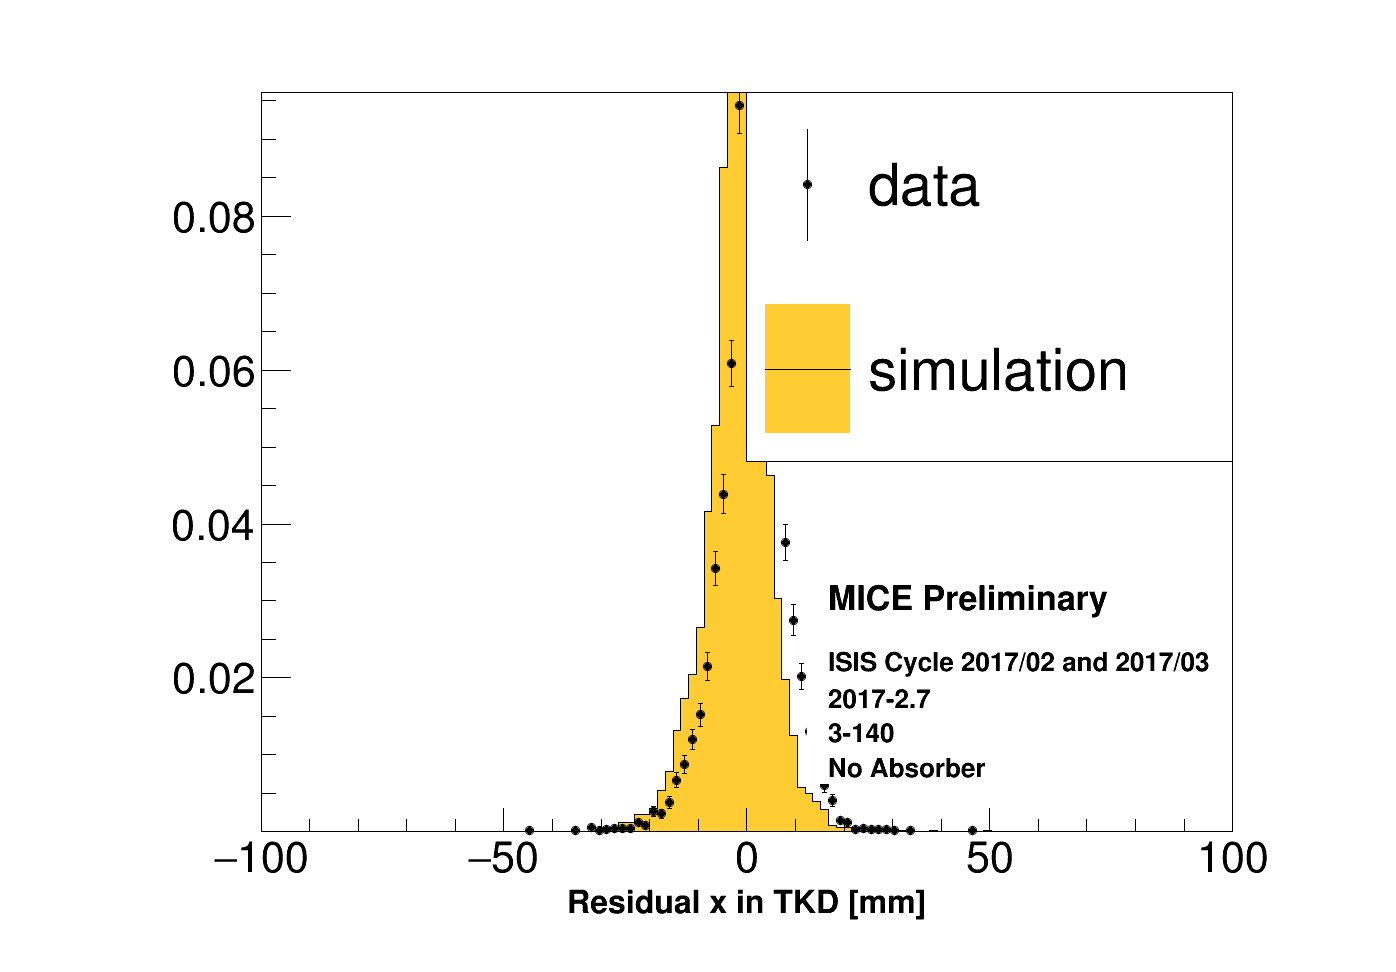 data
0.08
0.06
simulation
0.04
MICE Preliminary
ISIS Cycle 2017/02 and 2017/03
0.02
2017-2.7
3-140
No Absorber
−100
−50
0
50
100
Residual x in TKD [mm]